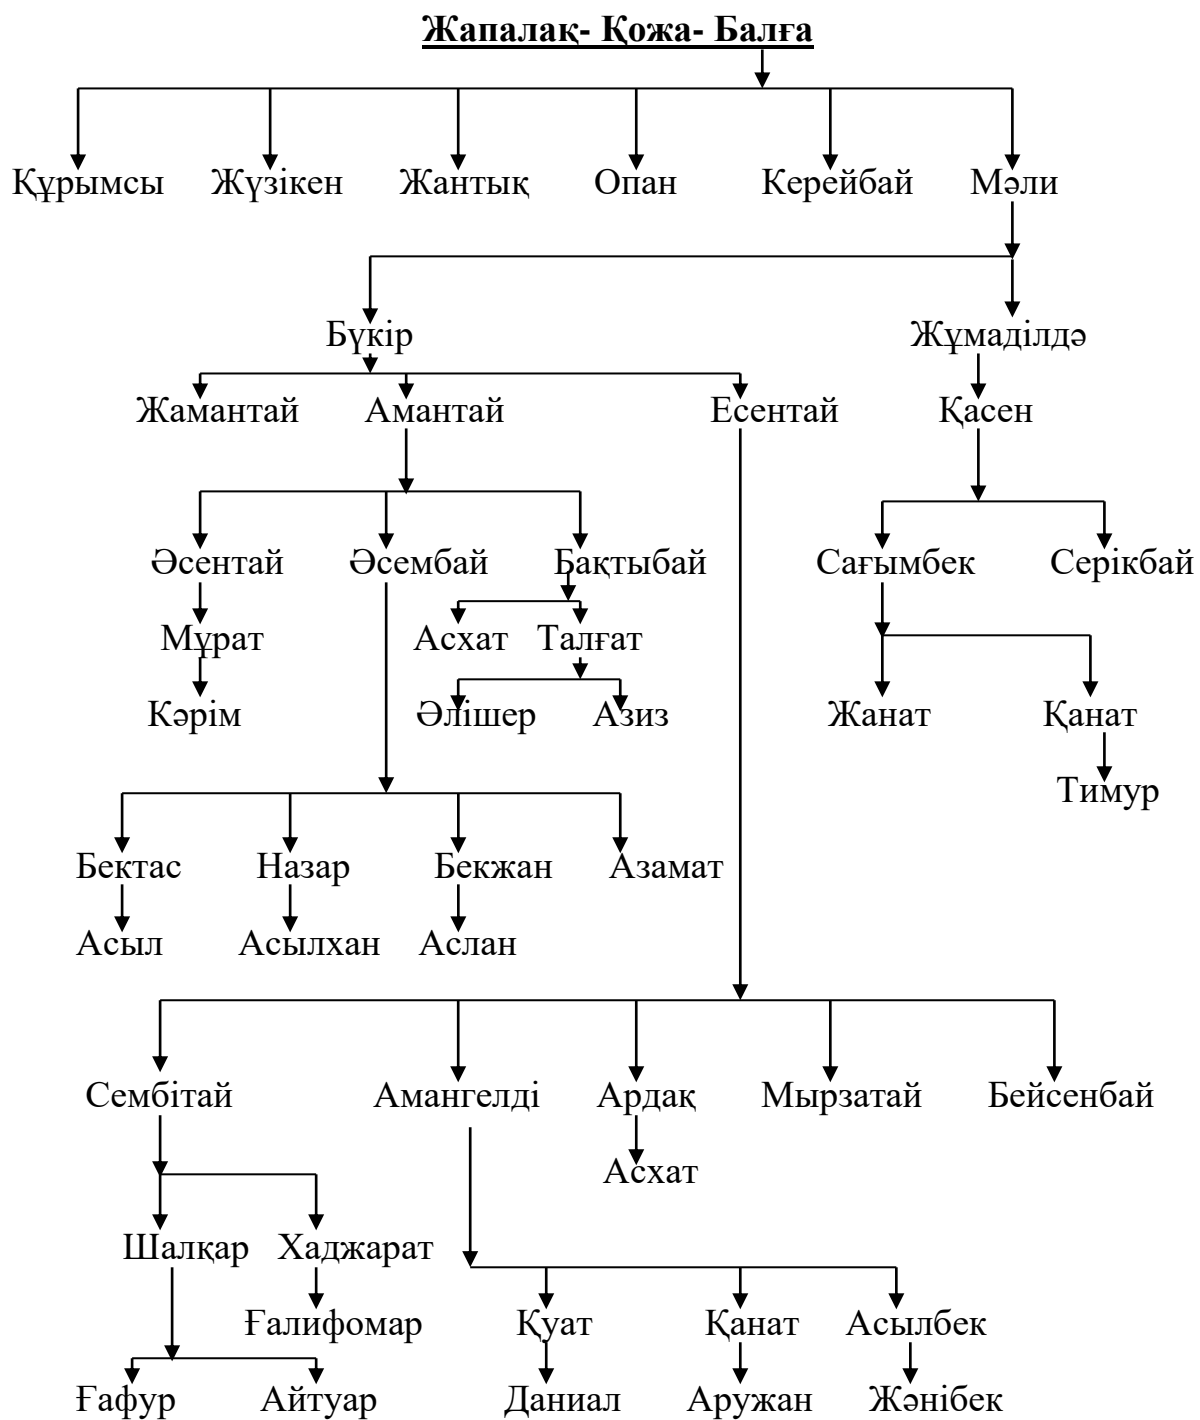 Жапалақ- Қожа- Балға
Құрымсы Жүзікен Жантық Опан Керейбай Мәли
Бүкір Жұмаділдә
Жамантай Амантай Есентай Қасен
Әсентай Әсембай Бақтыбай Сағымбек Серікбай
Мұрат Асхат Талғат
Кәрім Әлішер Азиз Жанат Қанат
Тимур
Бектас Назар Бекжан Азамат
Асыл Асылхан Аслан
Сембітай Амангелді Ардақ Мырзатай Бейсенбай
Асхат
Шалқар Хаджарат
Ғалифомар Қуат Қанат Асылбек
Ғафур Айтуар Даниал Аружан Жәнібек